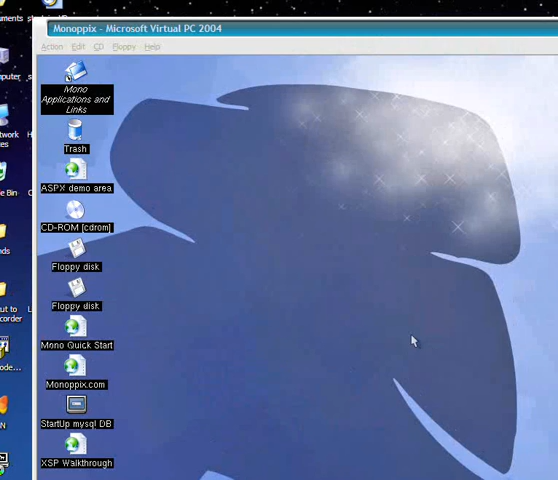 Monoppix - Microsoft Virtual PC 2004
Action Edit CD Floppy Help
Mono
Applications and
Links
Trash
ASPX demo area
CD-ROM [cdrom]
Floppy disk
Floppy disk
Mono Quick Start
Monoppix.com
StartUp mysql DB
XSP Walkthrough